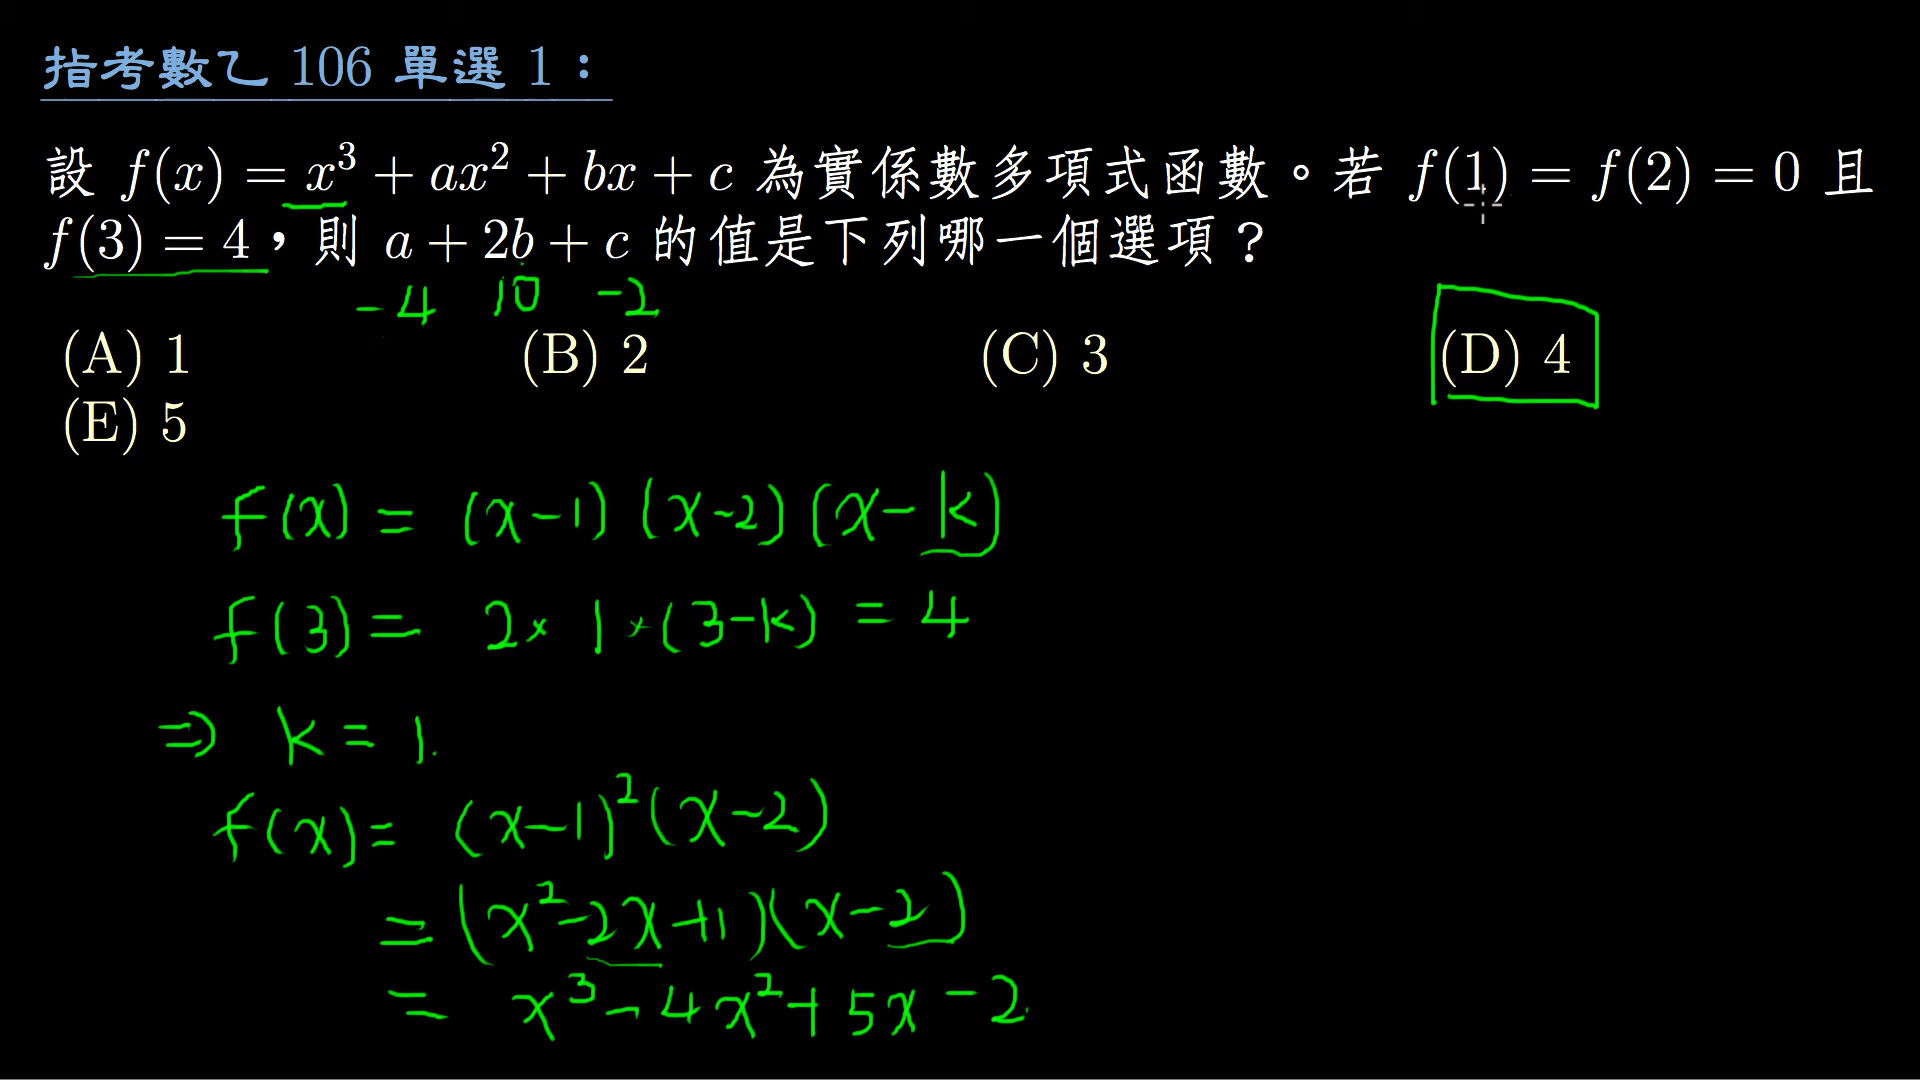 指考數乙 106 單選 1：
設 f(x) = x³ + ax² + bx + c 為實係數多項式函數。若 f(1) = f(2) = 0 且
f(3) = 4，則 a + 2b + c 的值是下列哪一個選項？
-4 10 -2
(A) 1 (B) 2 (C) 3 (D) 4
(E) 5
f(x) = (x-1)(x-2)(x-k)
f(3) = 2 × 1 × (3-k) = 4
⇒ k = 1.
f(x) = (x-1)²(x-2)
= (x²-2x+1)(x-2)
= x³-4x²+5x-2.